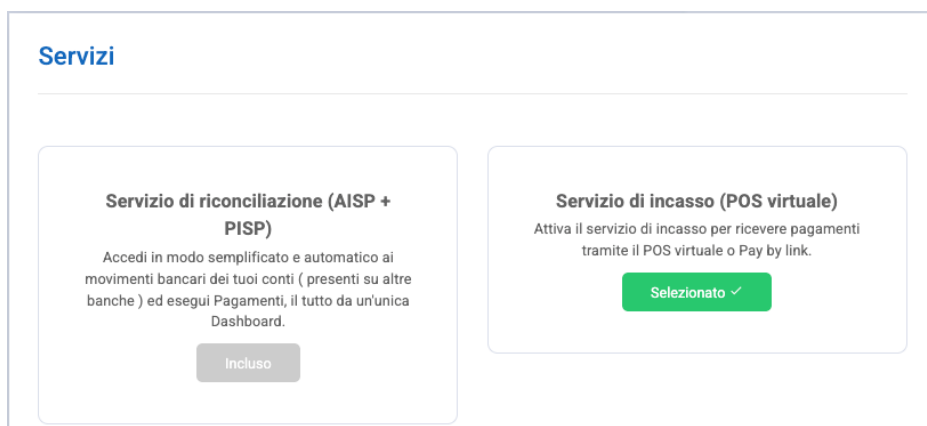 Servizi
Servizio di riconciliazione (AISP +
PISP)
Accedi in modo semplificato e automatico ai
movimenti bancari dei tuoi conti ( presenti su altre
banche ) ed esegui Pagamenti, il tutto da un'unica
Dashboard.
Incluso
Servizio di incasso (POS virtuale)
Attiva il servizio di incasso per ricevere pagamenti
tramite il POS virtuale o Pay by link.
Selezionato ✓